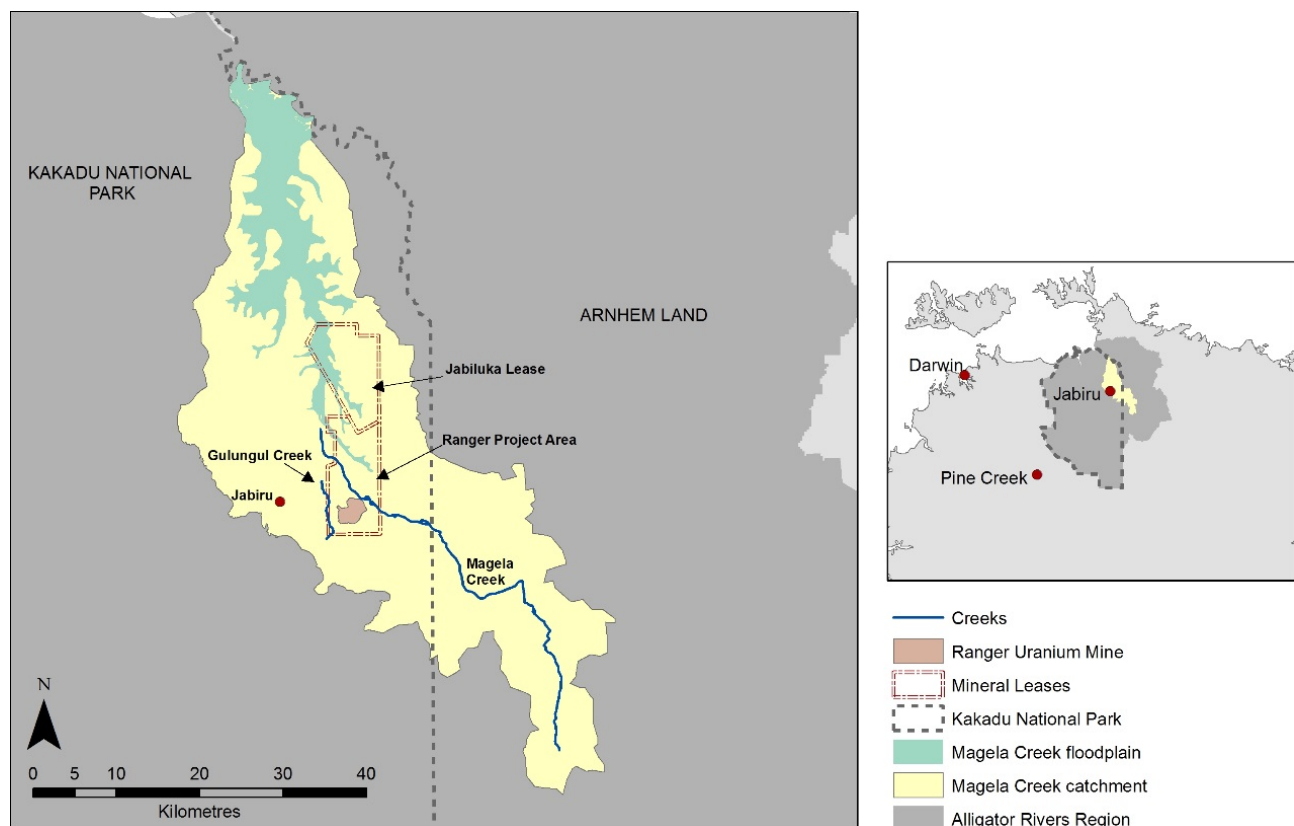 KAKADU NATIONAL
PARK
ARNHEM LAND
Jabiluka Lease
Ranger Project Area
Gulungul Creek
Jabiru
Magela
Creek
N
0 5 10 20 30 40
Kilometres
Darwin
Jabiru
Pine Creek
Creeks
Ranger Uranium Mine
Mineral Leases
Kakadu National Park
Magela Creek floodplain
Magela Creek catchment
Alligator Rivers Region